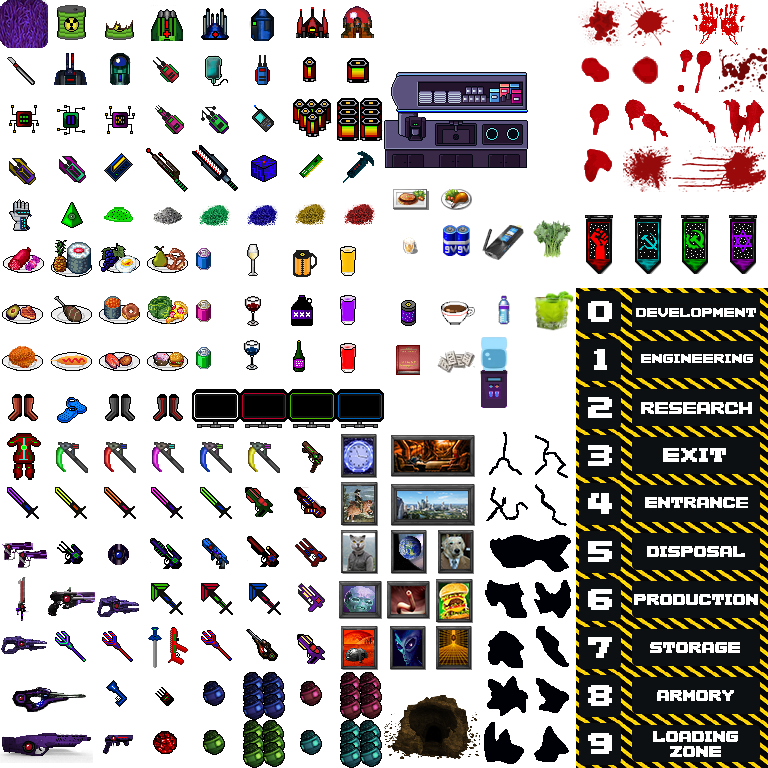 0 DEVELOPMENT
1 ENGINEERING
2 RESEARCH
3 EXIT
4 ENTRANCE
5 DISPOSAL
6 PRODUCTION
7 STORAGE
8 ARMORY
9 LOADING
ZONE